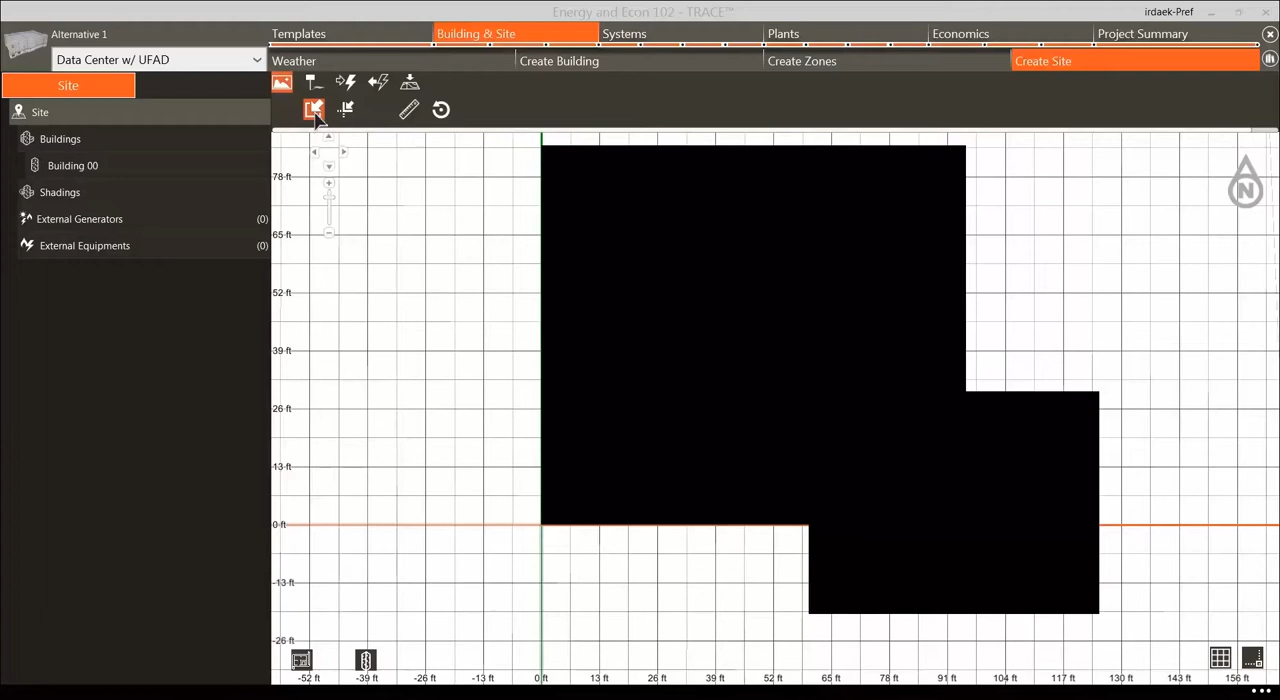 Energy and Econ 102 - TRACE™
irdaek-Pref
Alternative 1
Templates
Building & Site
Systems
Plants
Economics
Project Summary
Data Center w/ UFAD
Weather
Create Building
Create Zones
Create Site
Site
Site
Buildings
Building 00
Shadings
External Generators (0)
External Equipments (0)
N
78 ft
65 ft
52 ft
39 ft
26 ft
13 ft
0 ft
-13 ft
-26 ft
-52 ft -39 ft -26 ft -13 ft 0 ft 13 ft 26 ft 39 ft 52 ft 65 ft 78 ft 91 ft 104 ft 117 ft 130 ft 143 ft 156 ft